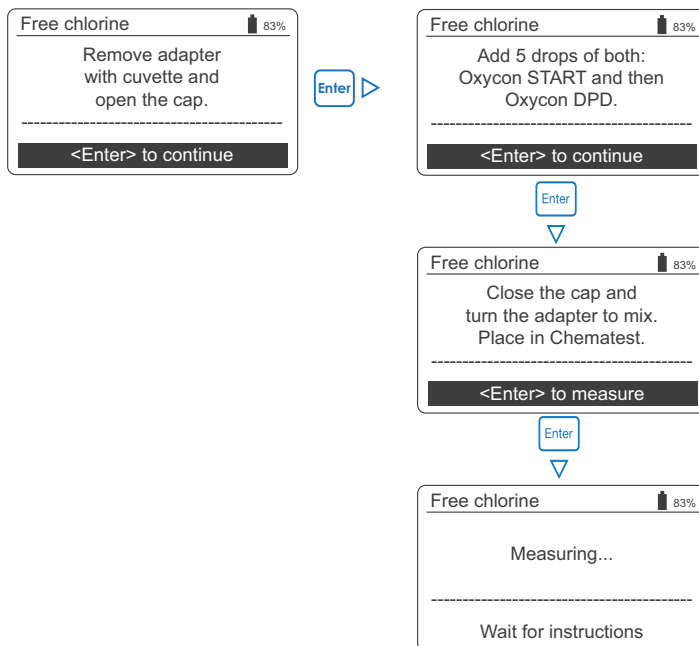 Free chlorine 83%
Remove adapter
with cuvette and
open the cap.
--------------------------------------------
<Enter> to continue
Enter
Free chlorine 83%
Add 5 drops of both:
Oxycon START and then
Oxycon DPD.
--------------------------------------------
<Enter> to continue
Enter
Free chlorine 83%
Close the cap and
turn the adapter to mix.
Place in Chematest.
--------------------------------------------
<Enter> to measure
Enter
Free chlorine 83%
Measuring...
--------------------------------------------
Wait for instructions